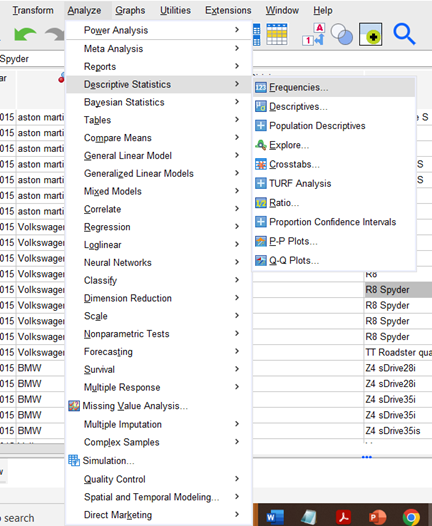 Transform Analyze Graphs Utilities Extensions Window Help
Spyder
Power Analysis
Meta Analysis
Reports
Descriptive Statistics
Bayesian Statistics
Tables
Compare Means
General Linear Model
Generalized Linear Models
Mixed Models
Correlate
Regression
Loglinear
Neural Networks
Classify
Dimension Reduction
Scale
Nonparametric Tests
Forecasting
Survival
Multiple Response
Missing Value Analysis...
Multiple Imputation
Complex Samples
Simulation...
Quality Control
Spatial and Temporal Modeling...
Direct Marketing
Frequencies...
Descriptives...
Population Descriptives
Explore...
Crosstabs...
TURF Analysis
Ratio...
Proportion Confidence Intervals
P-P Plots...
Q-Q Plots...
ar
015 aston marti
015 aston marti
015 aston marti
015 aston marti
015 aston marti
015 aston marti
015 aston marti
015 Volkswagen
015 Volkswagen
015 Volkswagen
015 Volkswagen R8
015 Volkswagen R8 Spyder
015 Volkswagen R8 Spyder
015 Volkswagen R8 Spyder
015 Volkswagen TT Roadster qua
015 BMW Z4 sDrive28i
015 BMW Z4 sDrive28i
015 BMW Z4 sDrive35i
015 BMW Z4 sDrive35i
015 BMW Z4 sDrive35is
S
S
S
o search